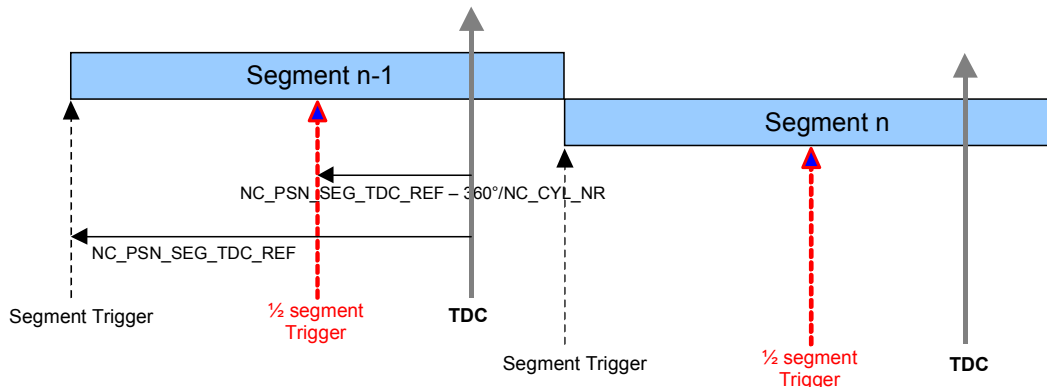 Segment n-1
Segment n
NC_PSN_SEG_TDC_REF – 360°/NC_CYL_NR
NC_PSN_SEG_TDC_REF
Segment Trigger
½ segment
Trigger
TDC
Segment Trigger
½ segment
Trigger
TDC